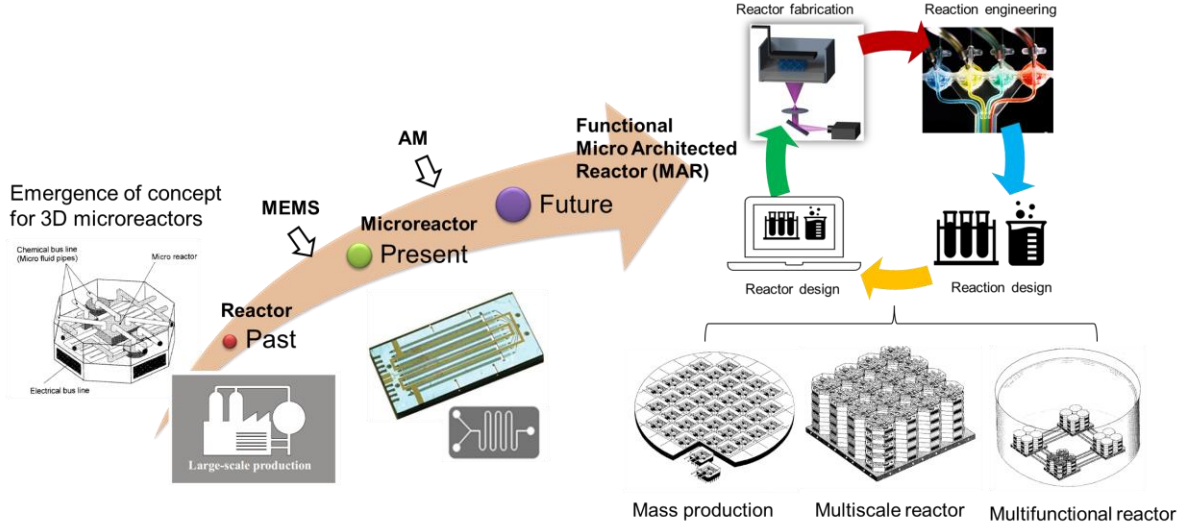 Emergence of concept
for 3D microreactors
Chemical bus line
(Micro fluid pipes)
Micro reactor
Electrical bus line
Reactor
Past
Large-scale production
MEMS
Microreactor
Present
AM
Future
Functional
Micro Architected
Reactor (MAR)
Reactor fabrication
Reaction engineering
Reactor design
Reaction design
Mass production
Multiscale reactor
Multifunctional reactor